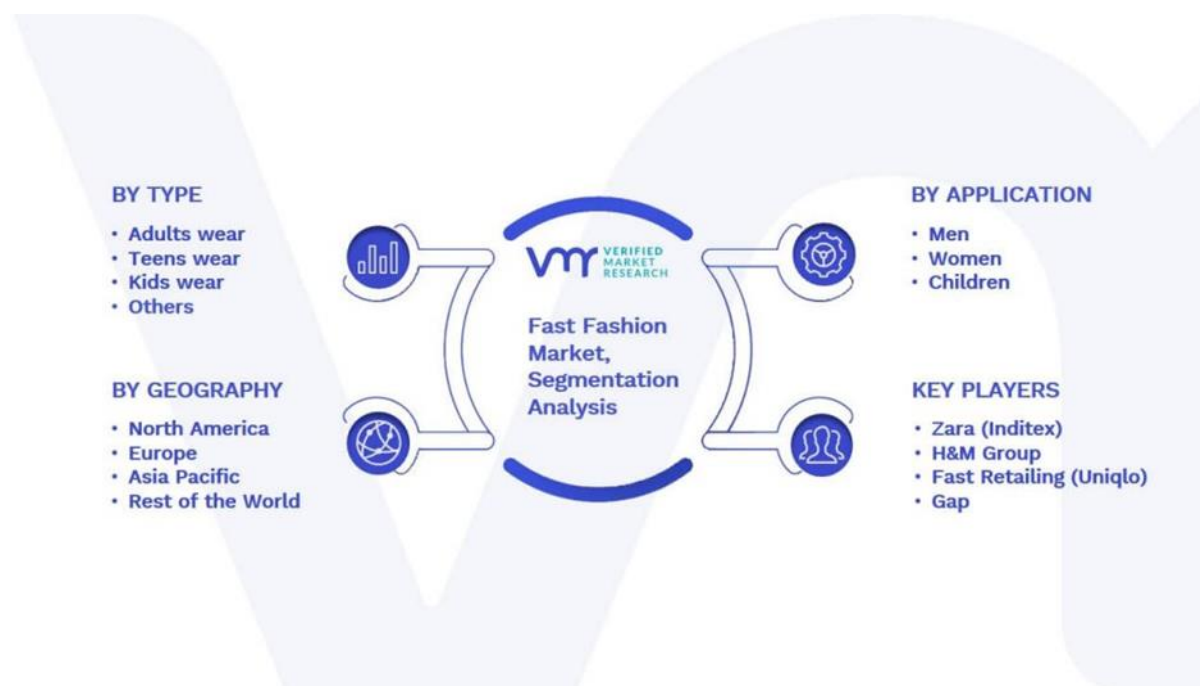 BY TYPE
• Adults wear
• Teens wear
• Kids wear
• Others
BY GEOGRAPHY
• North America
• Europe
• Asia Pacific
• Rest of the World
vmr VERIFIED
MARKET
RESEARCH
Fast Fashion
Market,
Segmentation
Analysis
BY APPLICATION
• Men
• Women
• Children
KEY PLAYERS
• Zara (Inditex)
• H&M Group
• Fast Retailing (Uniqlo)
• Gap